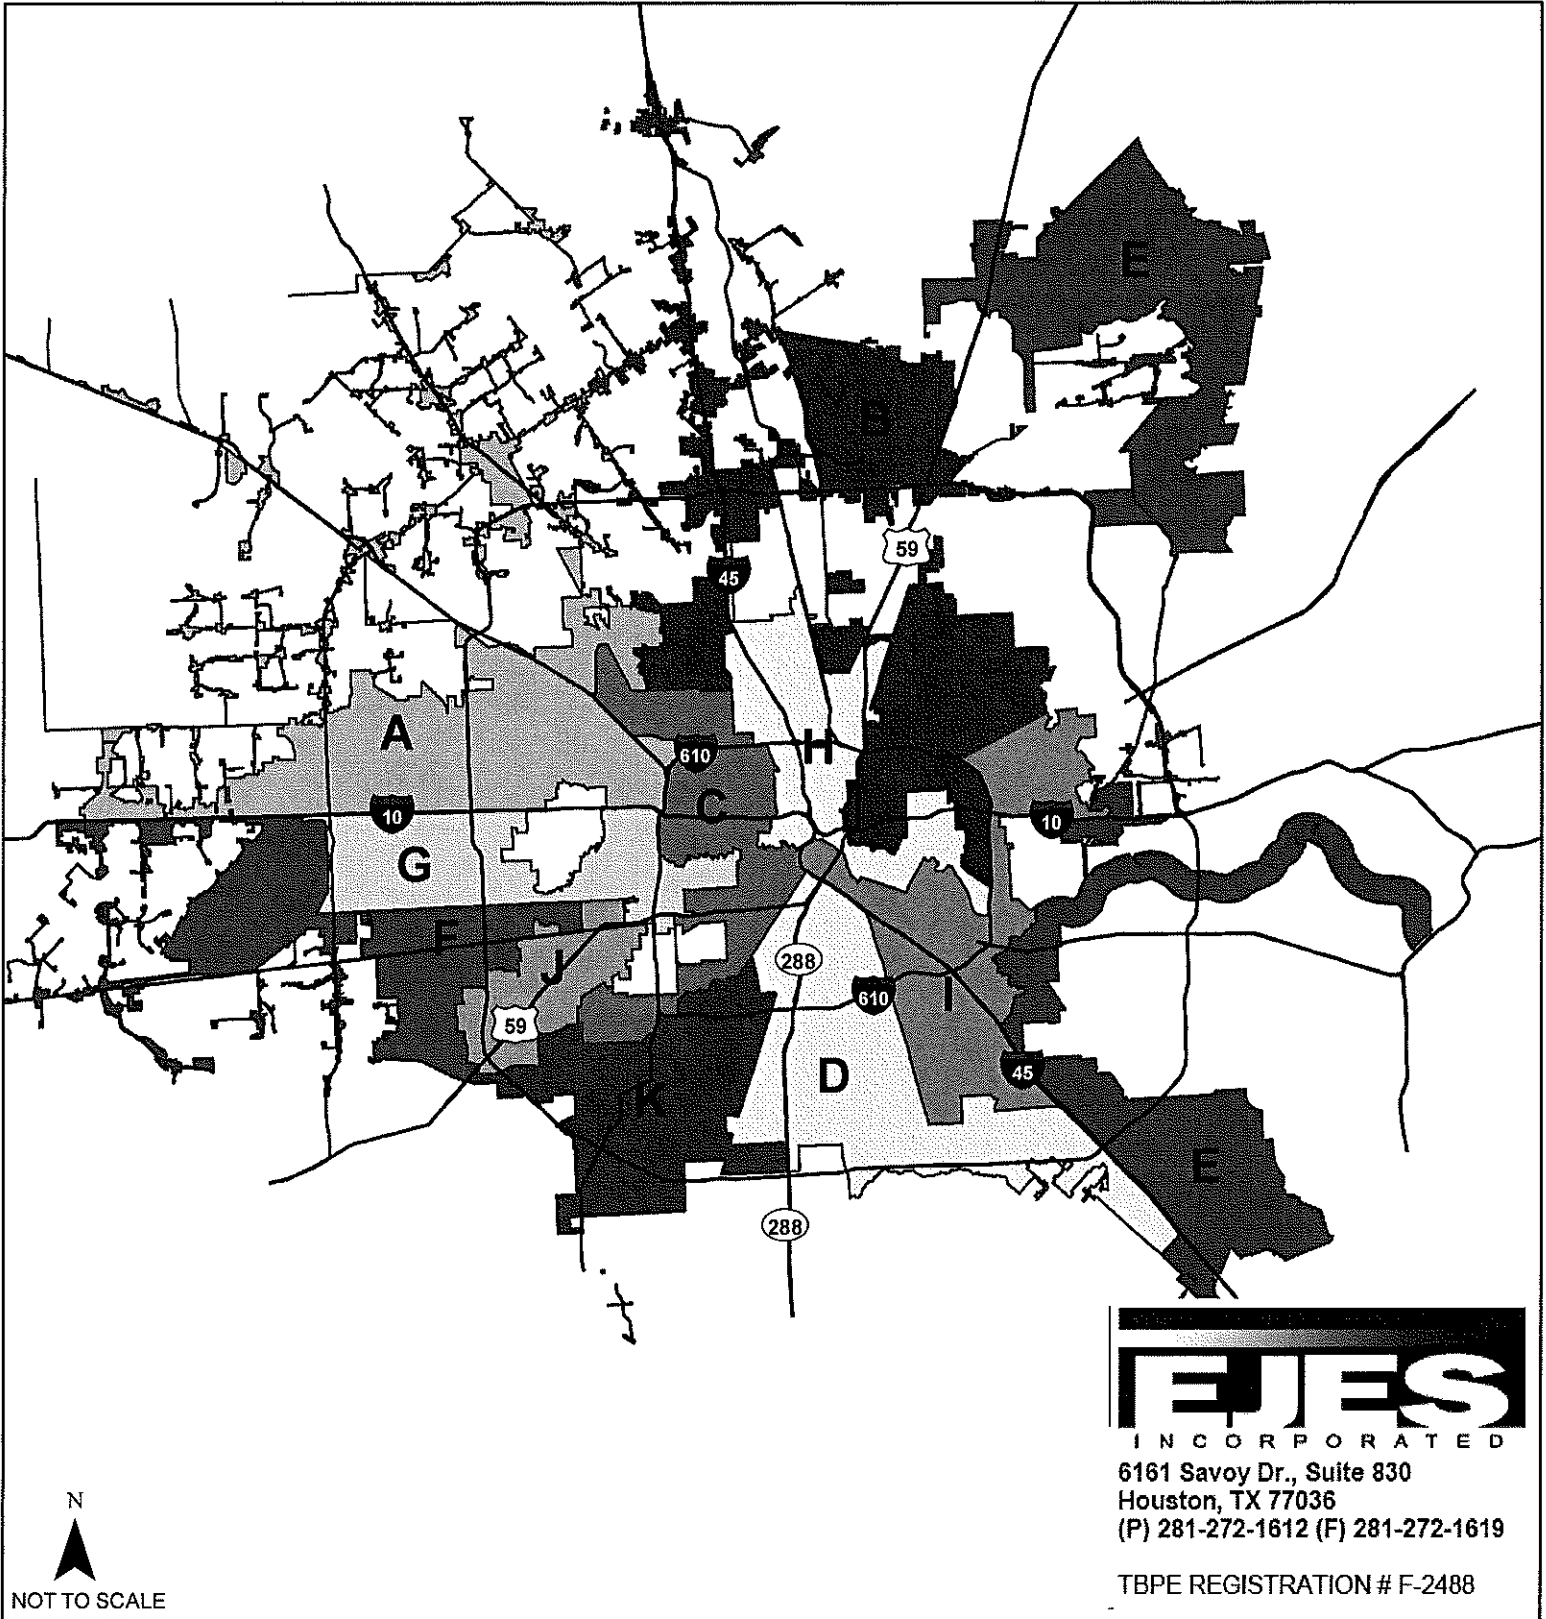 E
B
59
45
A
610
H
C
10
10
G
F
J
288
610
I
59
45
D
K
E
288
EJES
INCORPORATED
6161 Savoy Dr., Suite 830
Houston, TX 77036
(P) 281-272-1612 (F) 281-272-1619
TBPE REGISTRATION # F-2488
N
NOT TO SCALE